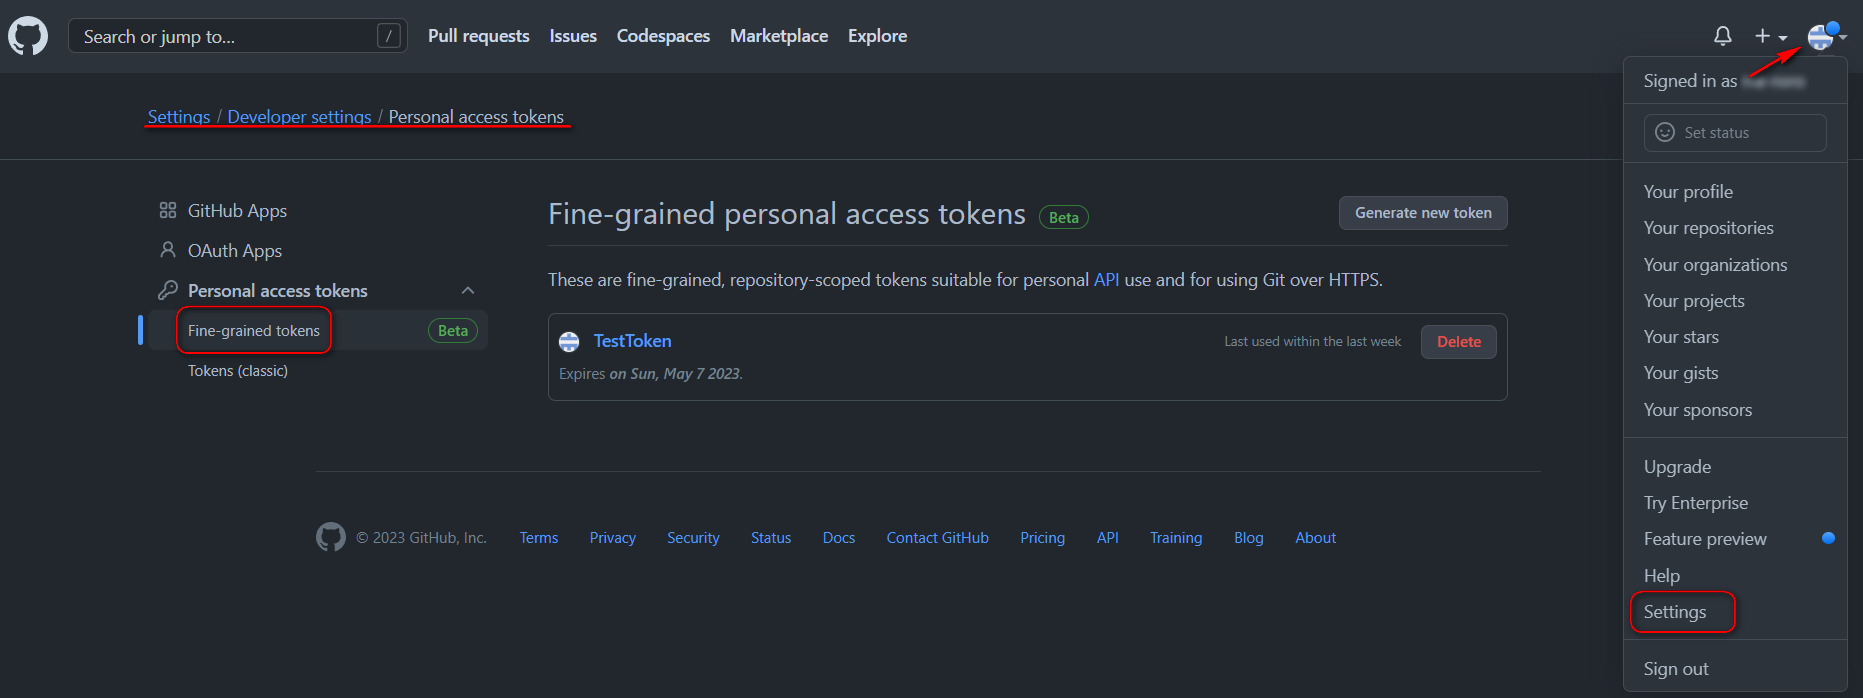 Search or jump to... /
Pull requests Issues Codespaces Marketplace Explore
Settings / Developer settings / Personal access tokens
GitHub Apps
OAuth Apps
Personal access tokens
Fine-grained tokens Beta
Tokens (classic)
Fine-grained personal access tokens Beta
Generate new token
These are fine-grained, repository-scoped tokens suitable for personal API use and for using Git over HTTPS.
TestToken
Last used within the last week
Delete
Expires on Sun, May 7 2023.
© 2023 GitHub, Inc. Terms Privacy Security Status Docs Contact GitHub Pricing API Training Blog About
Signed in as
Set status
Your profile
Your repositories
Your organizations
Your projects
Your stars
Your gists
Your sponsors
Upgrade
Try Enterprise
Feature preview
Help
Settings
Sign out